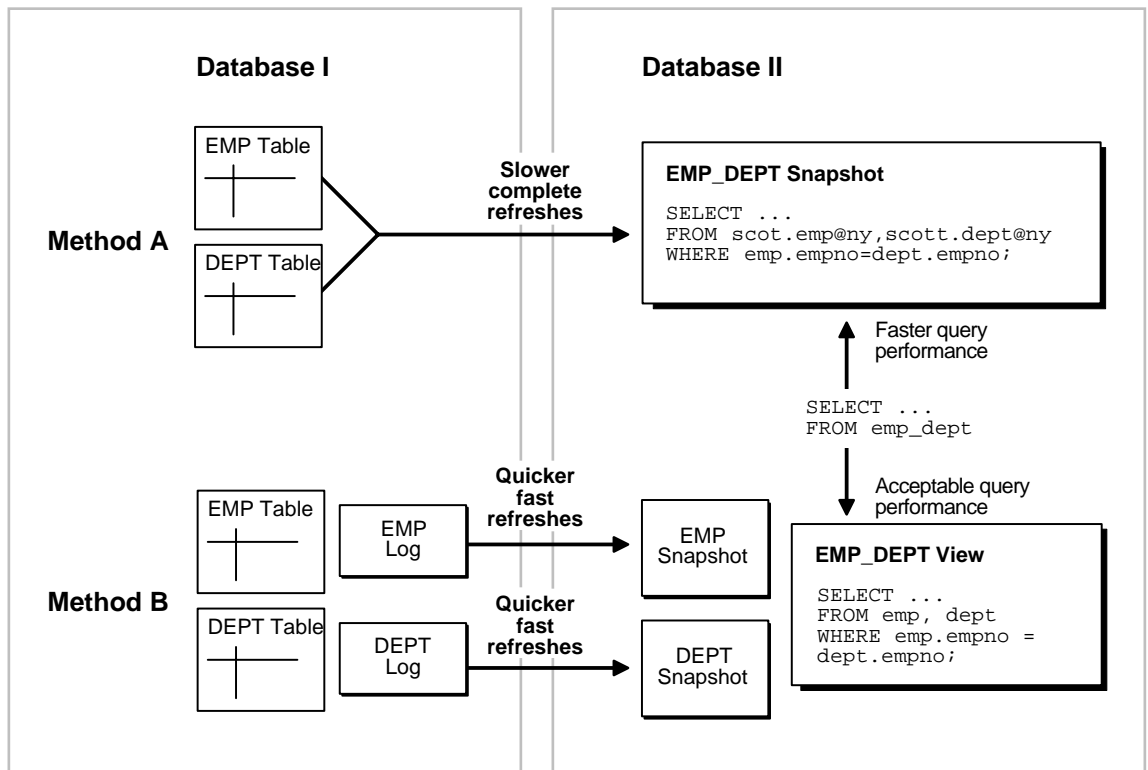 Database I
Database II
EMP Table
DEPT Table
Method A
Slower
complete
refreshes
EMP_DEPT Snapshot
SELECT ...
FROM scot.emp@ny,scott.dept@ny
WHERE emp.empno=dept.empno;
Faster query
performance
SELECT ...
FROM emp_dept
Acceptable query
performance
Method B
EMP Table
EMP
Log
Quicker
fast
refreshes
EMP
Snapshot
DEPT Table
DEPT
Log
Quicker
fast
refreshes
DEPT
Snapshot
EMP_DEPT View
SELECT ...
FROM emp, dept
WHERE emp.empno =
dept.empno;